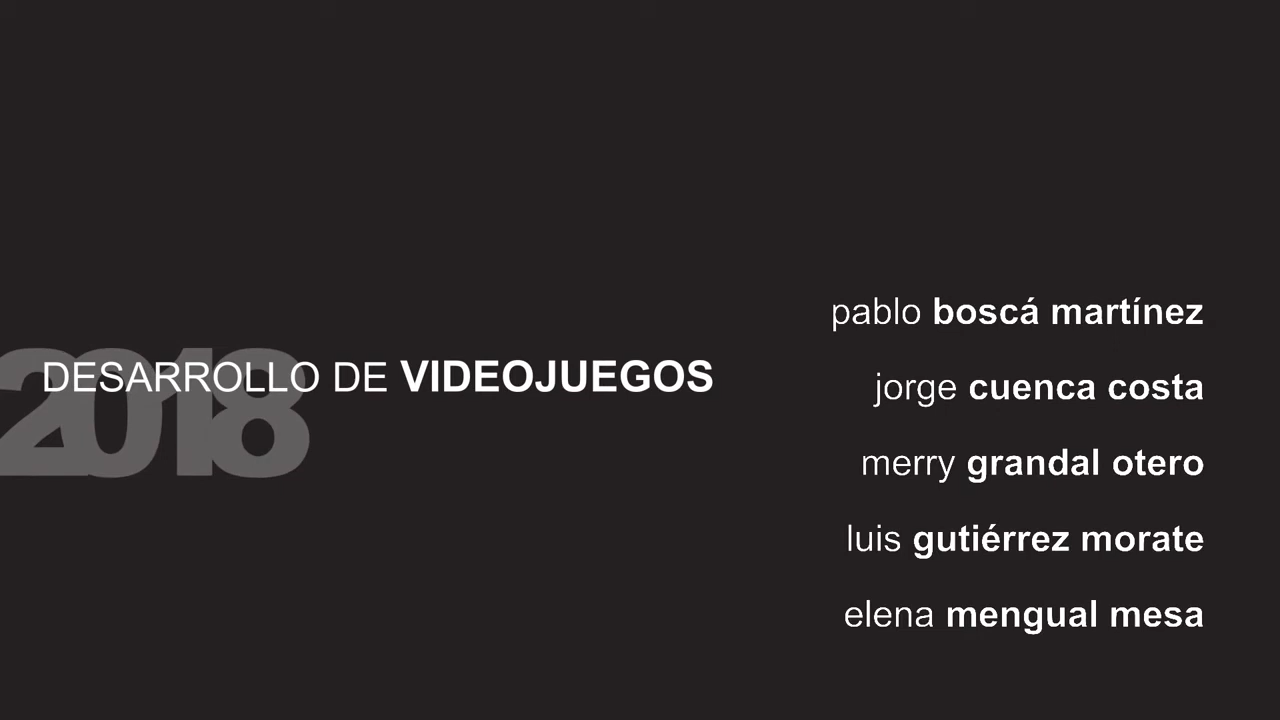 2018
DESARROLLO DE VIDEOJUEGOS
pablo boscá martínez
jorge cuenca costa
merry grandal otero
luis gutiérrez morate
elena mengual mesa